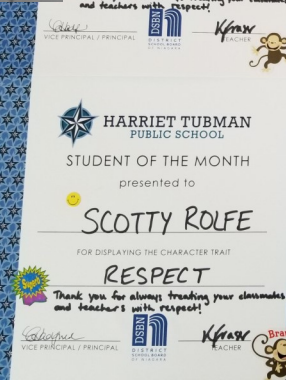 and teachers with respect!
VICE PRINCIPAL / PRINCIPAL
DSBN
DISTRICT
SCHOOL BOARD
OF NIAGARA
KFraser
TEACHER
HARRIET TUBMAN
PUBLIC SCHOOL
STUDENT OF THE MONTH
presented to
SCOTTY ROLFE
FOR DISPLAYING THE CHARACTER TRAIT
RESPECT
Thank you for always treating your classmates
and teachers with respect!
VICE PRINCIPAL / PRINCIPAL
DSBN
DISTRICT
SCHOOL BOARD
OF NIAGARA
KFraser
TEACHER